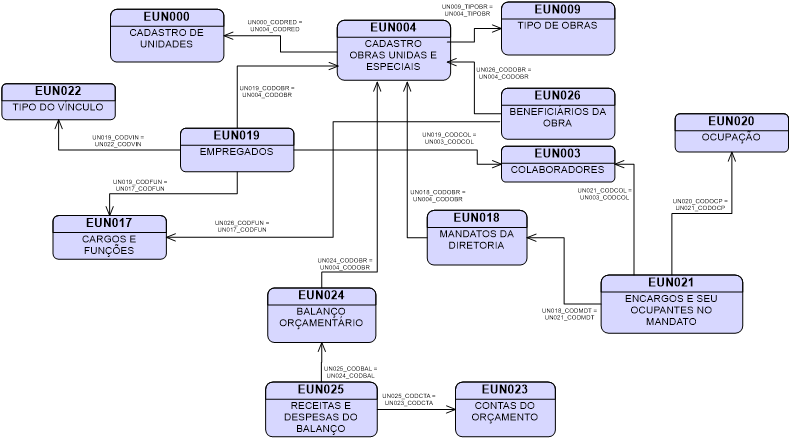 EUN000
CADASTRO DE
UNIDADES
UN000_CODRED =
UN004_CODRED
EUN004
CADASTRO
OBRAS UNIDAS E
ESPECIAIS
UN009_TIPOBR =
UN004_TIPOBR
EUN009
TIPO DE OBRAS
UN026_CODOBR =
UN004_CODOBR
EUN026
BENEFICIÁRIOS DA
OBRA
EUN022
TIPO DO VÍNCULO
UN019_CODOBR =
UN004_CODOBR
UN019_CODVIN =
UN022_CODVIN
EUN019
EMPREGADOS
UN019_CODCOL =
UN003_CODCOL
EUN003
COLABORADORES
EUN020
OCUPAÇÃO
UN019_CODFUN =
UN017_CODFUN
UN018_CODOBR =
UN004_CODOBR
UN021_CODCOL =
UN003_CODCOL
UN020_CODOCP =
UN021_CODOCP
EUN017
CARGOS E
FUNÇÕES
UN026_CODFUN =
UN017_CODFUN
EUN018
MANDATOS DA
DIRETORIA
UN024_CODOBR =
UN004_CODOBR
EUN021
ENCARGOS E SEU
OCUPANTES NO
MANDATO
UN018_CODMDT =
UN021_CODMDT
EUN024
BALANÇO
ORÇAMENTÁRIO
UN025_CODBAL =
UN024_CODBAL
EUN025
RECEITAS E
DESPESAS DO
BALANÇO
UN025_CODCTA =
UN023_CODCTA
EUN023
CONTAS DO
ORÇAMENTO